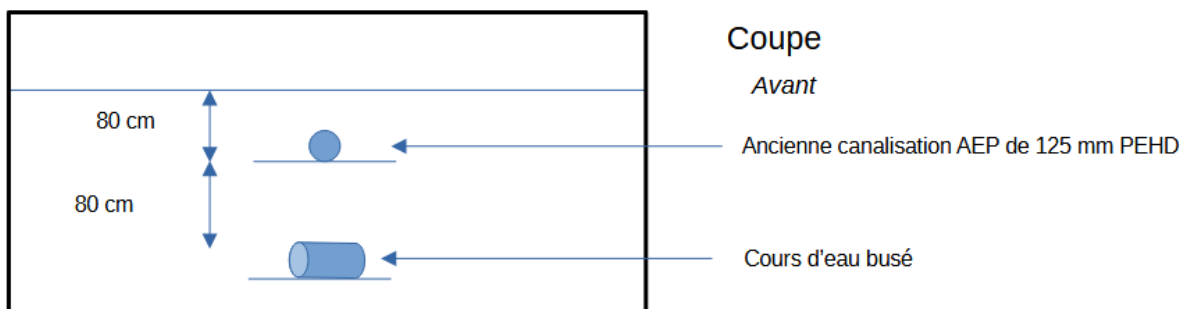 Coupe
Avant
80 cm
Ancienne canalisation AEP de 125 mm PEHD
80 cm
Cours d'eau busé